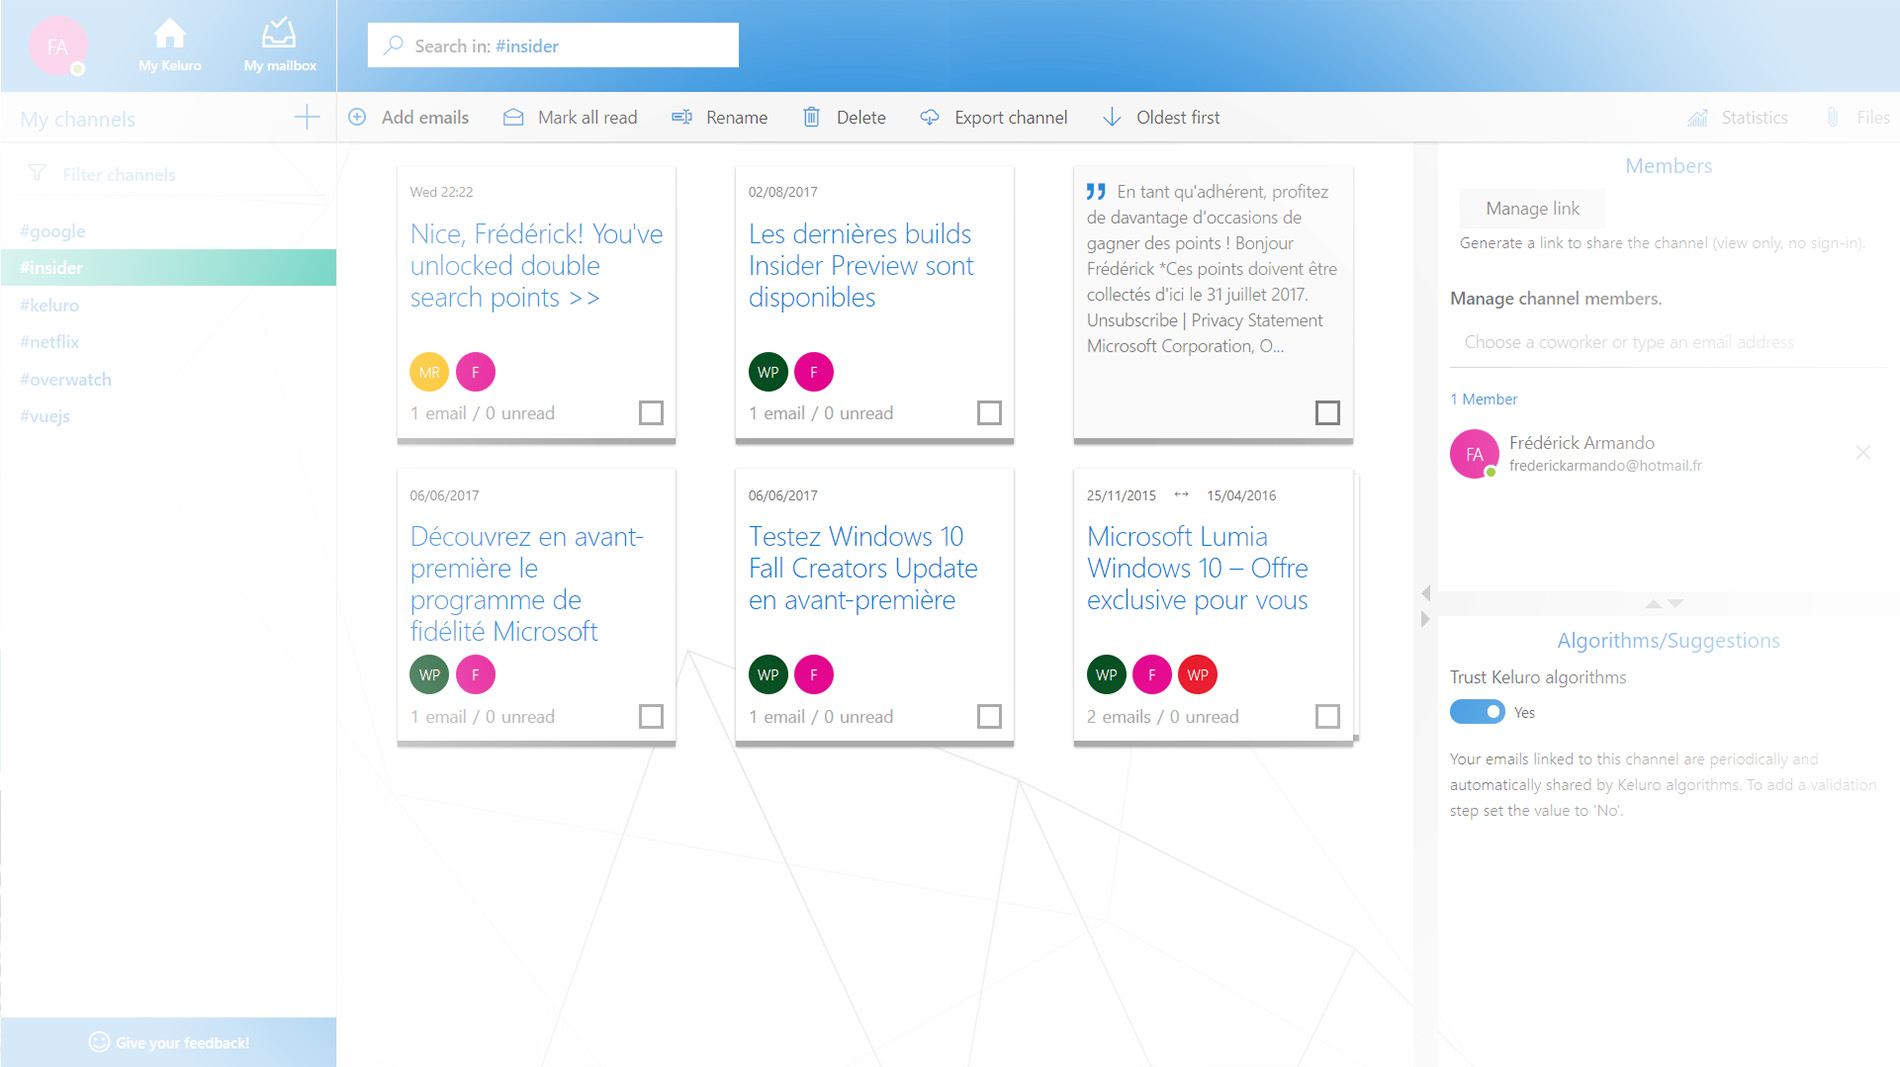 FA
My Keluro
My mailbox
Search in: #insider
My channels
Add emails
Mark all read
Rename
Delete
Export channel
Oldest first
Statistics
Files
Filter channels
#google
#insider
#keluro
#netflix
#overwatch
#vuejs
Give your feedback!
Wed 22:22
Nice, Frédérick! You've
unlocked double
search points >>
MR F
1 email / 0 unread
02/08/2017
Les dernières builds
Insider Preview sont
disponibles
WP F
1 email / 0 unread
En tant qu'adhérent, profitez
de davantage d'occasions de
gagner des points ! Bonjour
Frédérick *Ces points doivent être
collectés d'ici le 31 juillet 2017.
Unsubscribe | Privacy Statement
Microsoft Corporation, O...
06/06/2017
Découvrez en avant-
première le
programme de
fidélité Microsoft
WP F
1 email / 0 unread
06/06/2017
Testez Windows 10
Fall Creators Update
en avant-première
WP F
1 email / 0 unread
25/11/2015 ↔ 15/04/2016
Microsoft Lumia
Windows 10 – Offre
exclusive pour vous
WP F WP
2 emails / 0 unread
Members
Manage link
Generate a link to share the channel (view only, no sign-in).
Manage channel members.
Choose a coworker or type an email address
1 Member
FA
Frédérick Armando
frederickarmando@hotmail.fr
Algorithms/Suggestions
Trust Keluro algorithms
Yes
Your emails linked to this channel are periodically and
automatically shared by Keluro algorithms. To add a validation
step set the value to 'No'.